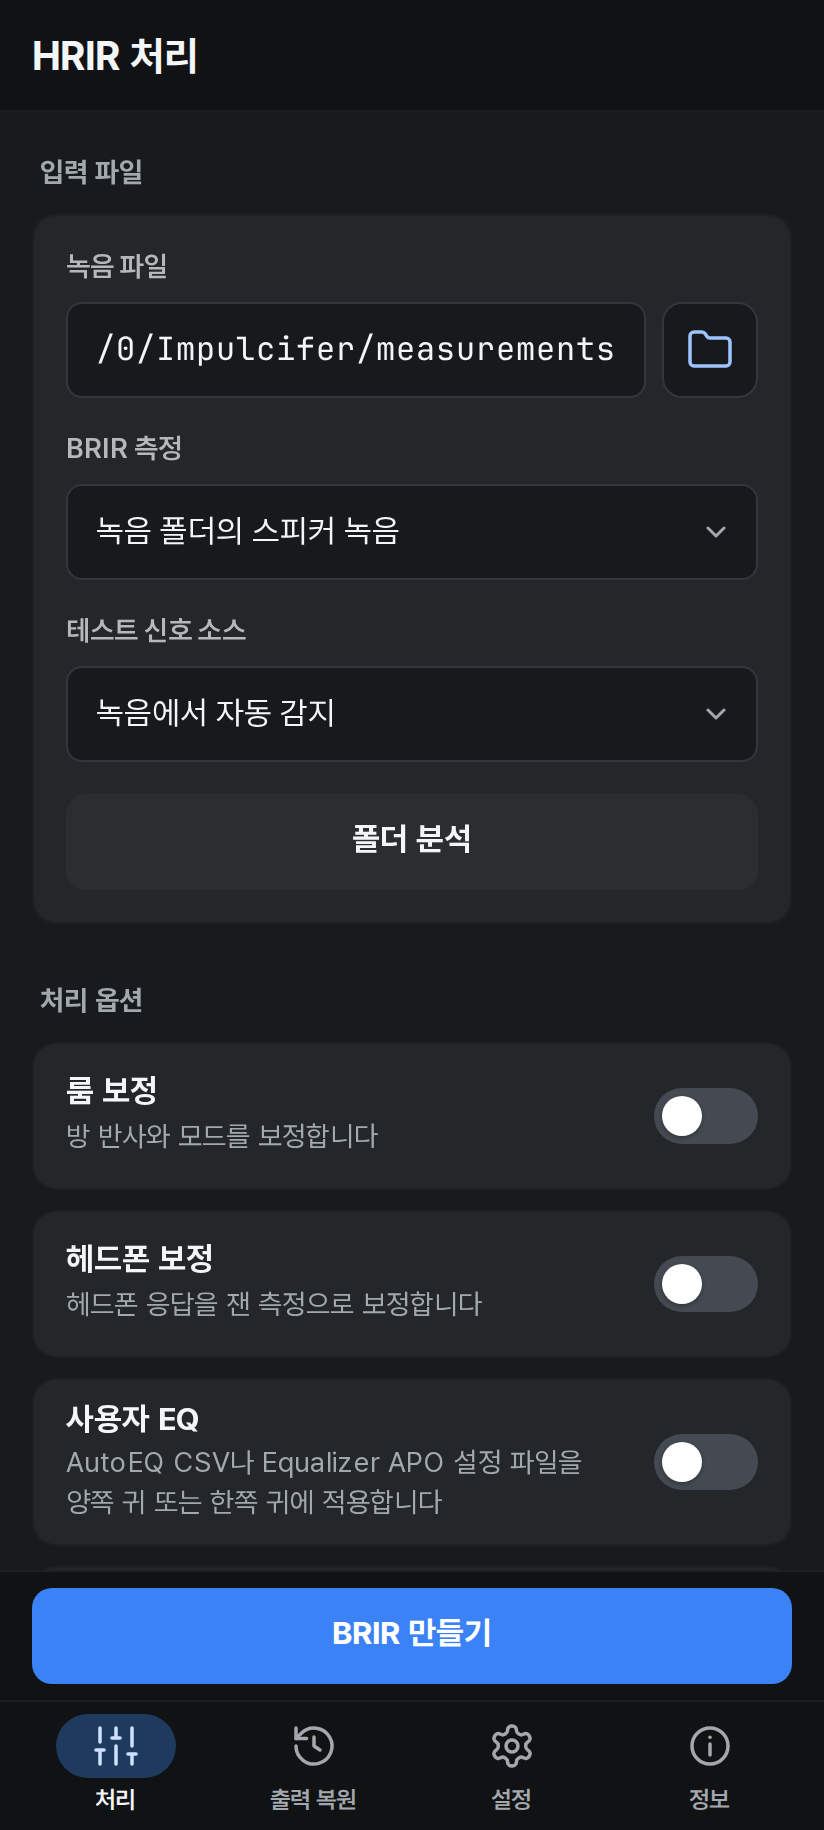 HRIR 처리
입력 파일
녹음 파일
/0/Impulcifer/measurements
BRIR 측정
녹음 폴더의 스피커 녹음
테스트 신호 소스
녹음에서 자동 감지
폴더 분석
처리 옵션
룸 보정
방 반사와 모드를 보정합니다
헤드폰 보정
헤드폰 응답을 잰 측정으로 보정합니다
사용자 EQ
AutoEQ CSV나 Equalizer APO 설정 파일을
양쪽 귀 또는 한쪽 귀에 적용합니다
BRIR 만들기
처리
출력 복원
설정
정보